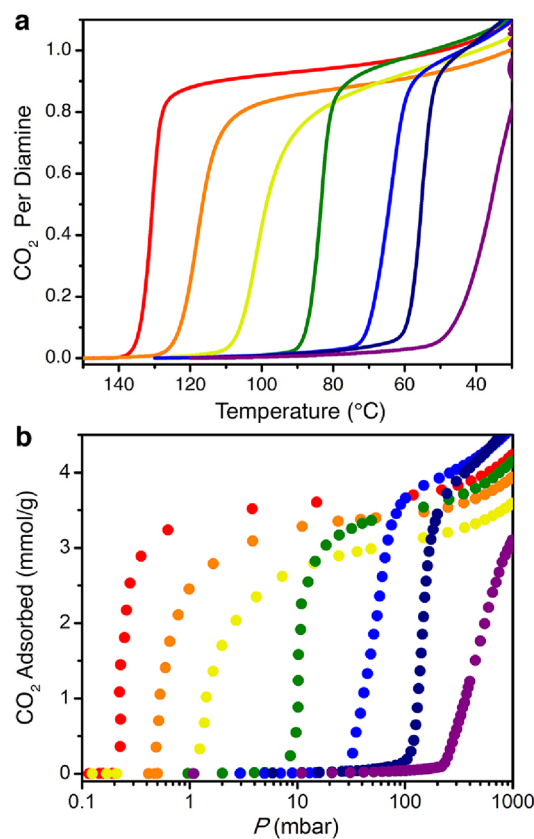 a
CO2 Per Diamine
1.0
0.8
0.6
0.4
0.2
0.0
140 120 100 80 60 40
Temperature (°C)
b
CO2 Adsorbed (mmol/g)
4
3
2
1
0
0.1 1 10 100 1000
P (mbar)